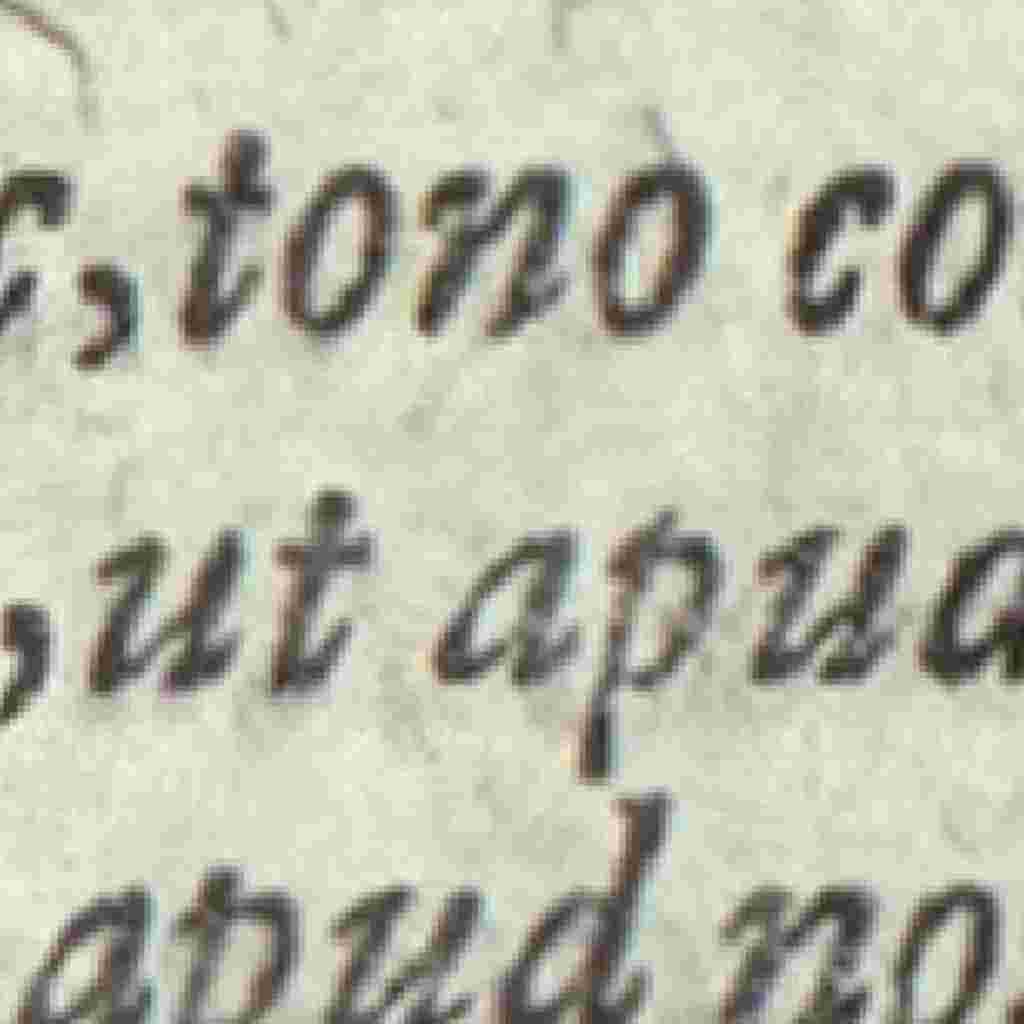 , tono co
, ut apua
apud no